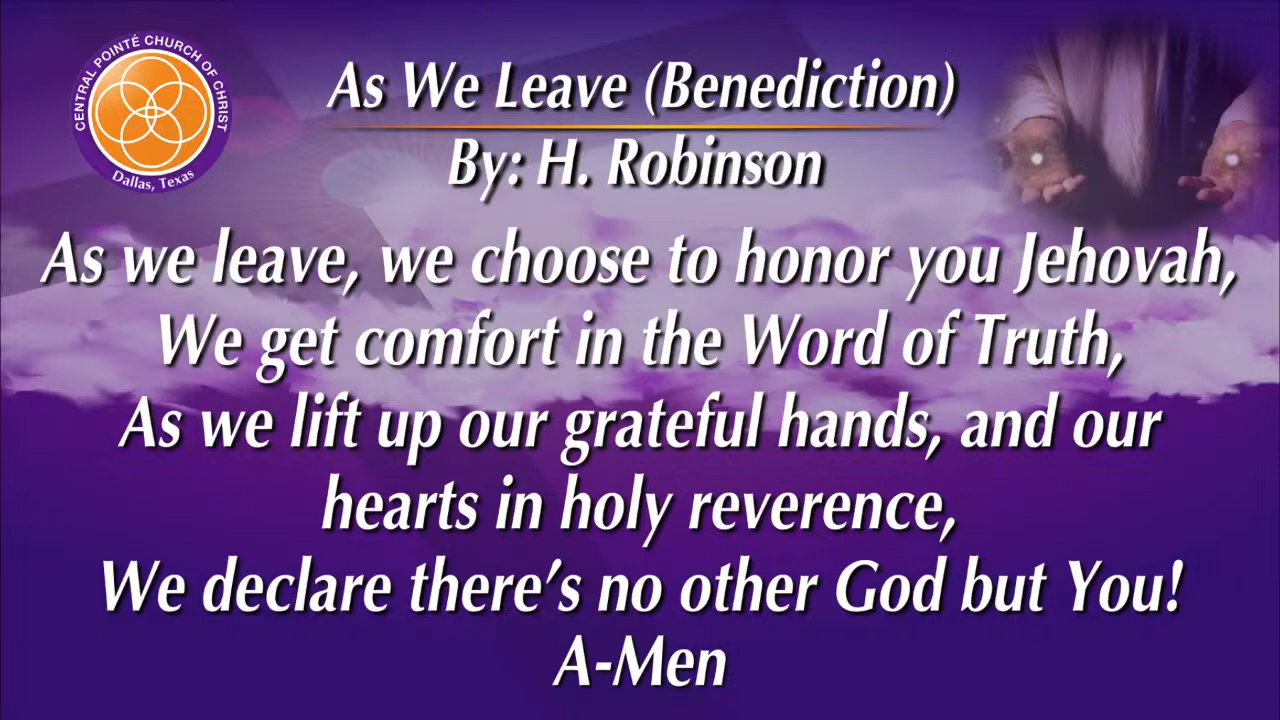 CENTRAL POINTÉ CHURCH OF CHRIST
Dallas, Texas
As We Leave (Benediction)
By: H. Robinson
As we leave, we choose to honor you Jehovah,
We get comfort in the Word of Truth,
As we lift up our grateful hands, and our
hearts in holy reverence,
We declare there’s no other God but You!
A-Men